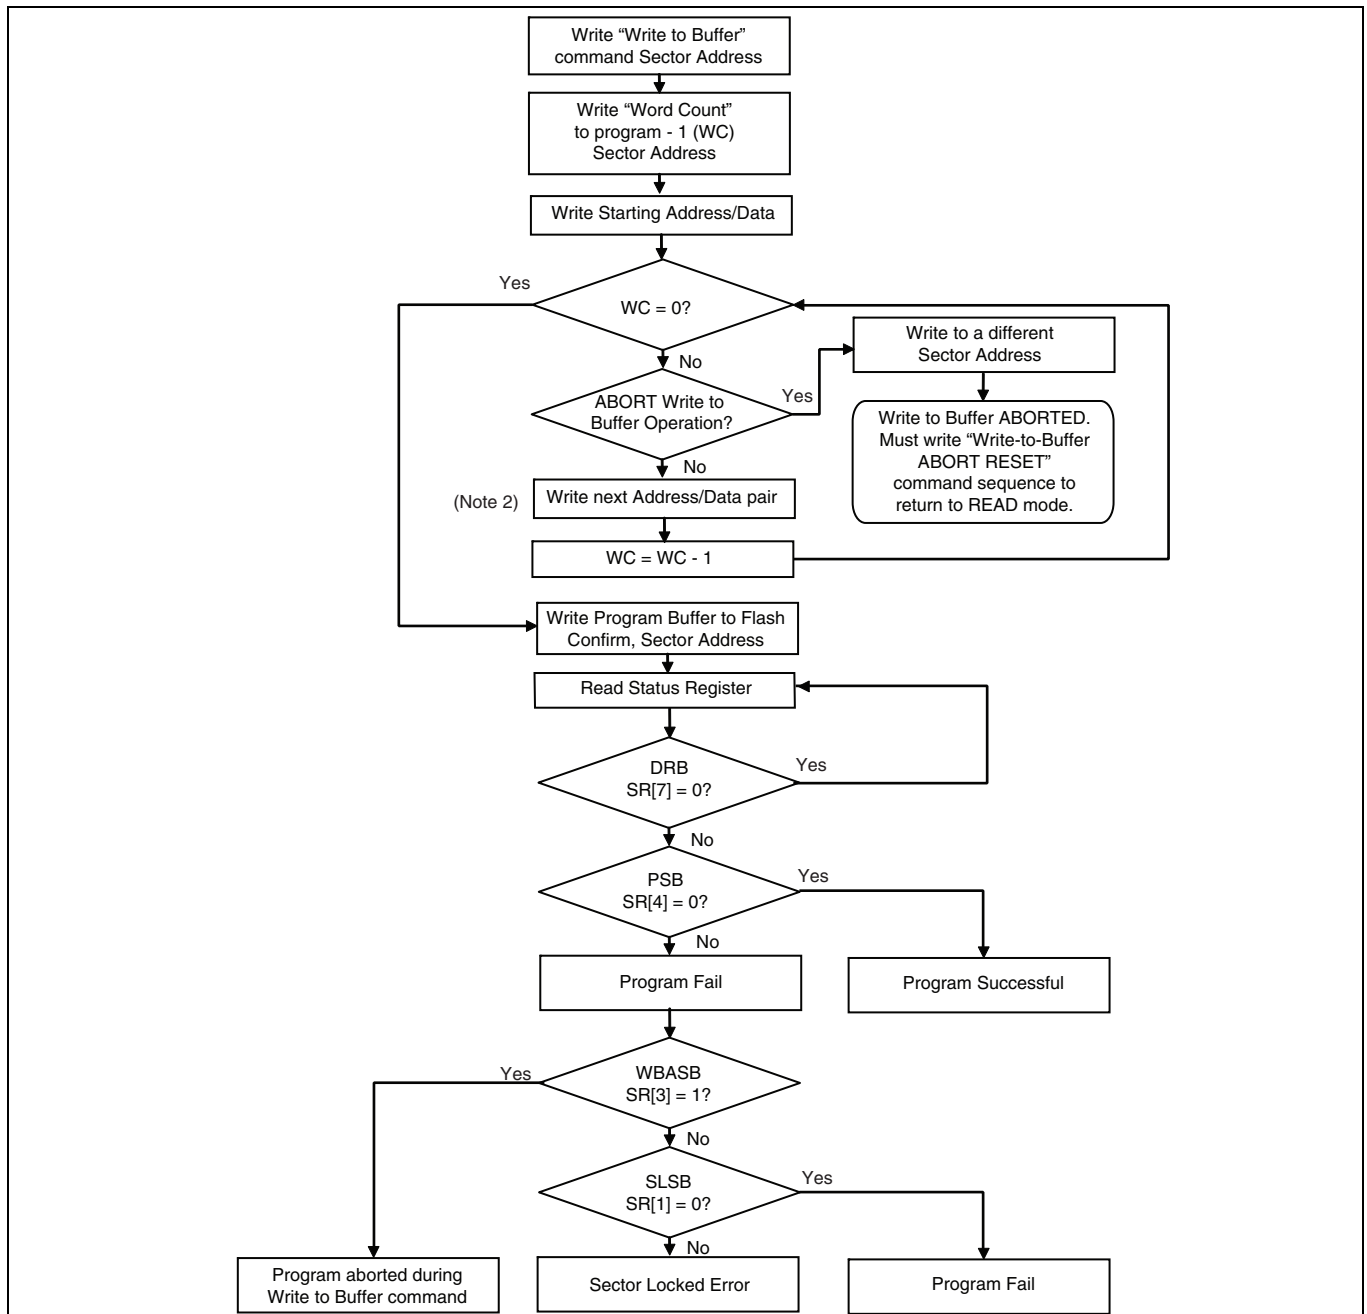 Write “Write to Buffer”
command Sector Address
Write “Word Count”
to program - 1 (WC)
Sector Address
Write Starting Address/Data
Yes
WC = 0?
No
Write to a different
Sector Address
ABORT Write to
Buffer Operation?
Yes
No
Write to Buffer ABORTED.
Must write “Write-to-Buffer
ABORT RESET”
command sequence to
return to READ mode.
(Note 2)
Write next Address/Data pair
WC = WC - 1
Write Program Buffer to Flash
Confirm, Sector Address
Read Status Register
DRB
SR[7] = 0?
Yes
No
PSB
SR[4] = 0?
Yes
No
Program Fail
Program Successful
WBASB
SR[3] = 1?
Yes
No
SLSB
SR[1] = 0?
Yes
No
Program aborted during
Write to Buffer command
Sector Locked Error
Program Fail